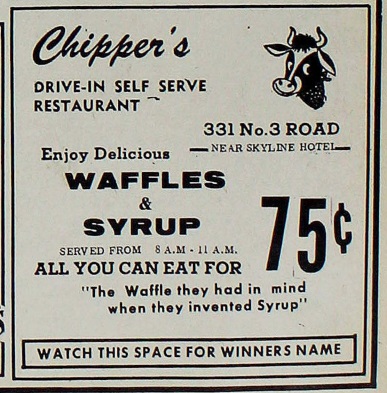 Chipper's
DRIVE-IN SELF SERVE
RESTAURANT
331 No.3 ROAD
NEAR SKYLINE HOTEL
Enjoy Delicious
WAFFLES
&
SYRUP
75¢
SERVED FROM 8 A.M - 11 A.M.
ALL YOU CAN EAT FOR
"The Waffle they had in mind
when they invented Syrup"
WATCH THIS SPACE FOR WINNERS NAME